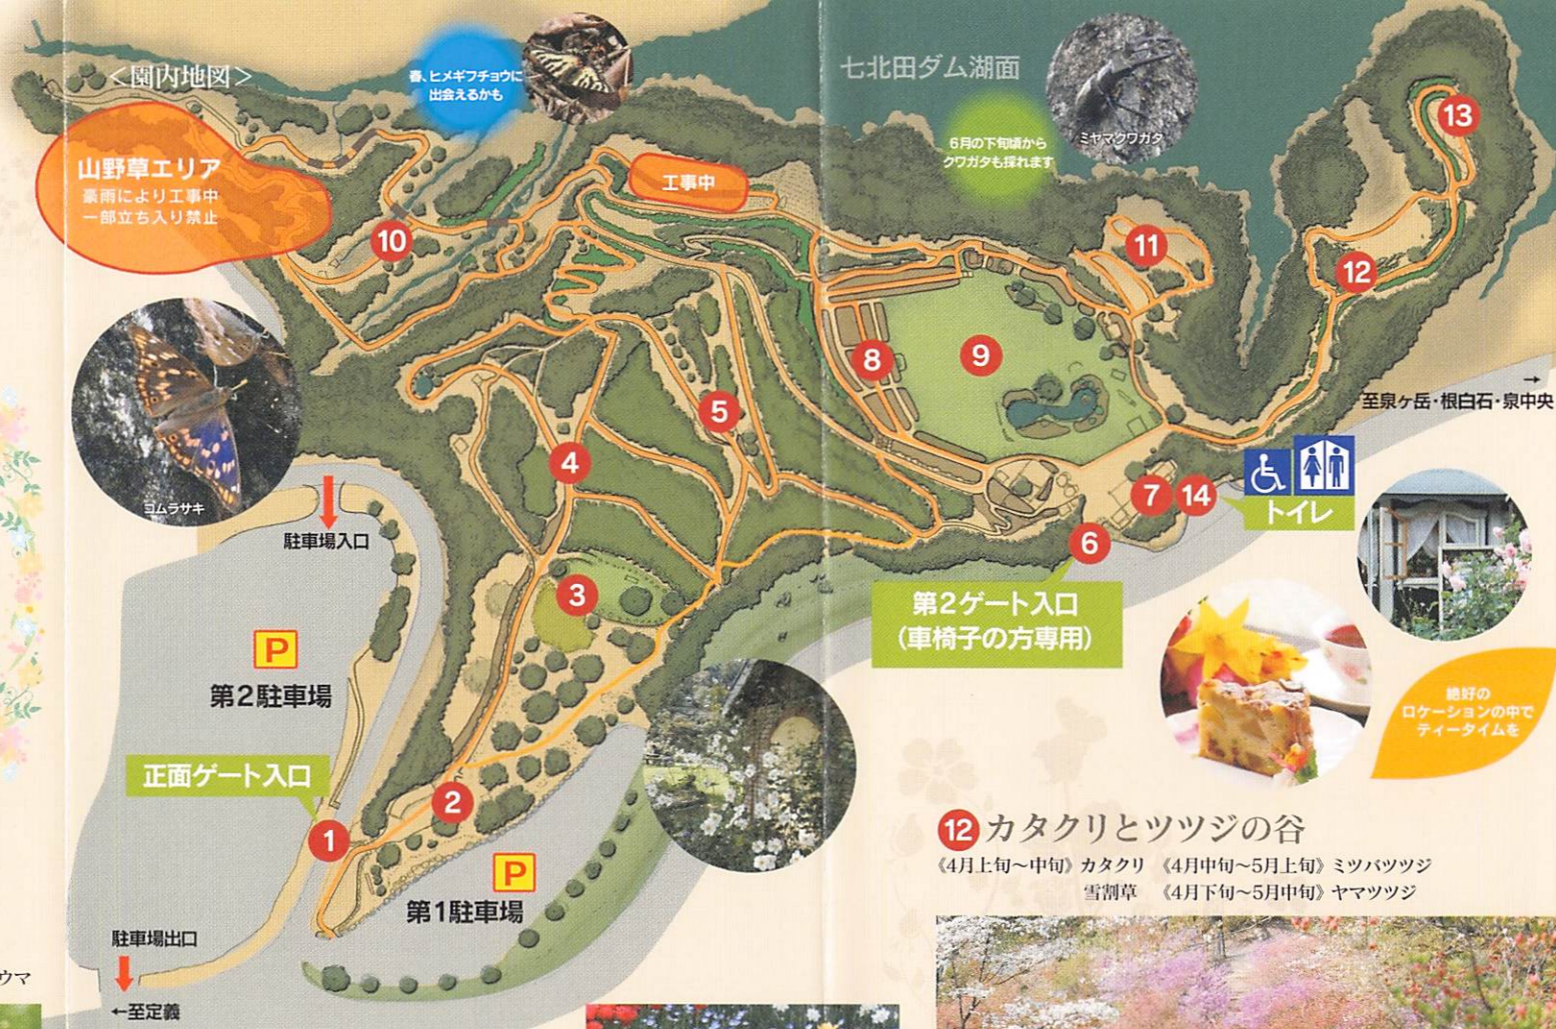 <園内地図>
春、ヒメギフチョウに
出会えるかも
七北田ダム湖面
ミヤマクワガタ
6月の下旬頃から
クワガタも採れます
13
山野草エリア
豪雨により工事中
一部立ち入り禁止
工事中
10
11
12
8
9
5
4
→
至泉ヶ岳・根白石・泉中央
コムラサキ
駐車場入口
7
14
トイレ
6
第2ゲート入口
(車椅子の方専用)
3
P
第2駐車場
正面ゲート入口
2
1
絶好の
ロケーションの中で
ティータイムを
P
第1駐車場
12 カタクリとツツジの谷
《4月上旬〜中旬》カタクリ 《4月中旬〜5月上旬》ミツバツツジ
雪割草 《4月下旬〜5月中旬》ヤマツツジ
駐車場出口
←至定義
ウマ